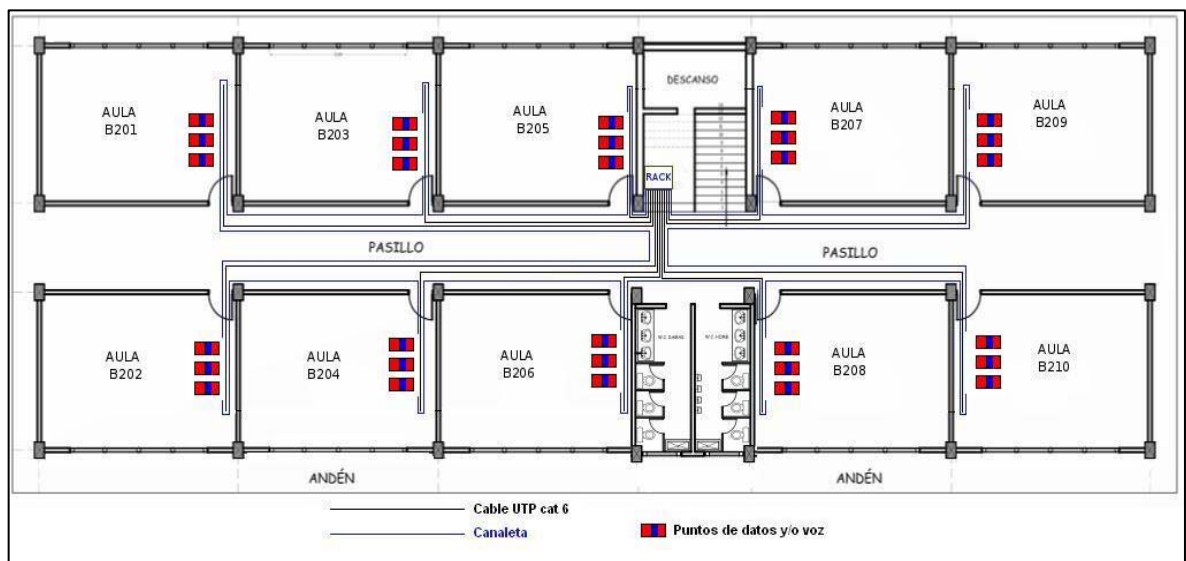 DESCANSO
AULA
B201
AULA
B203
AULA
B205
AULA
B207
AULA
B209
RACK
PASILLO
PASILLO
AULA
B202
AULA
B204
AULA
B206
AULA
B208
AULA
B210
ANDÉN
ANDÉN
Cable UTP cat 6
Canaleta
Puntos de datos y/o voz